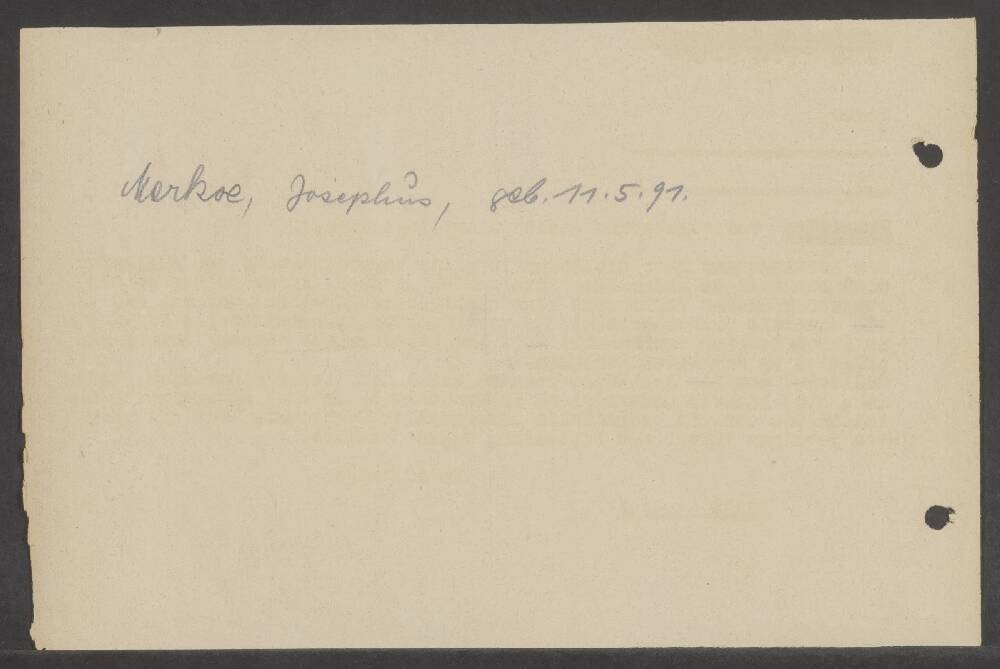 Merkoe, Josephus, geb. 11.5.91.